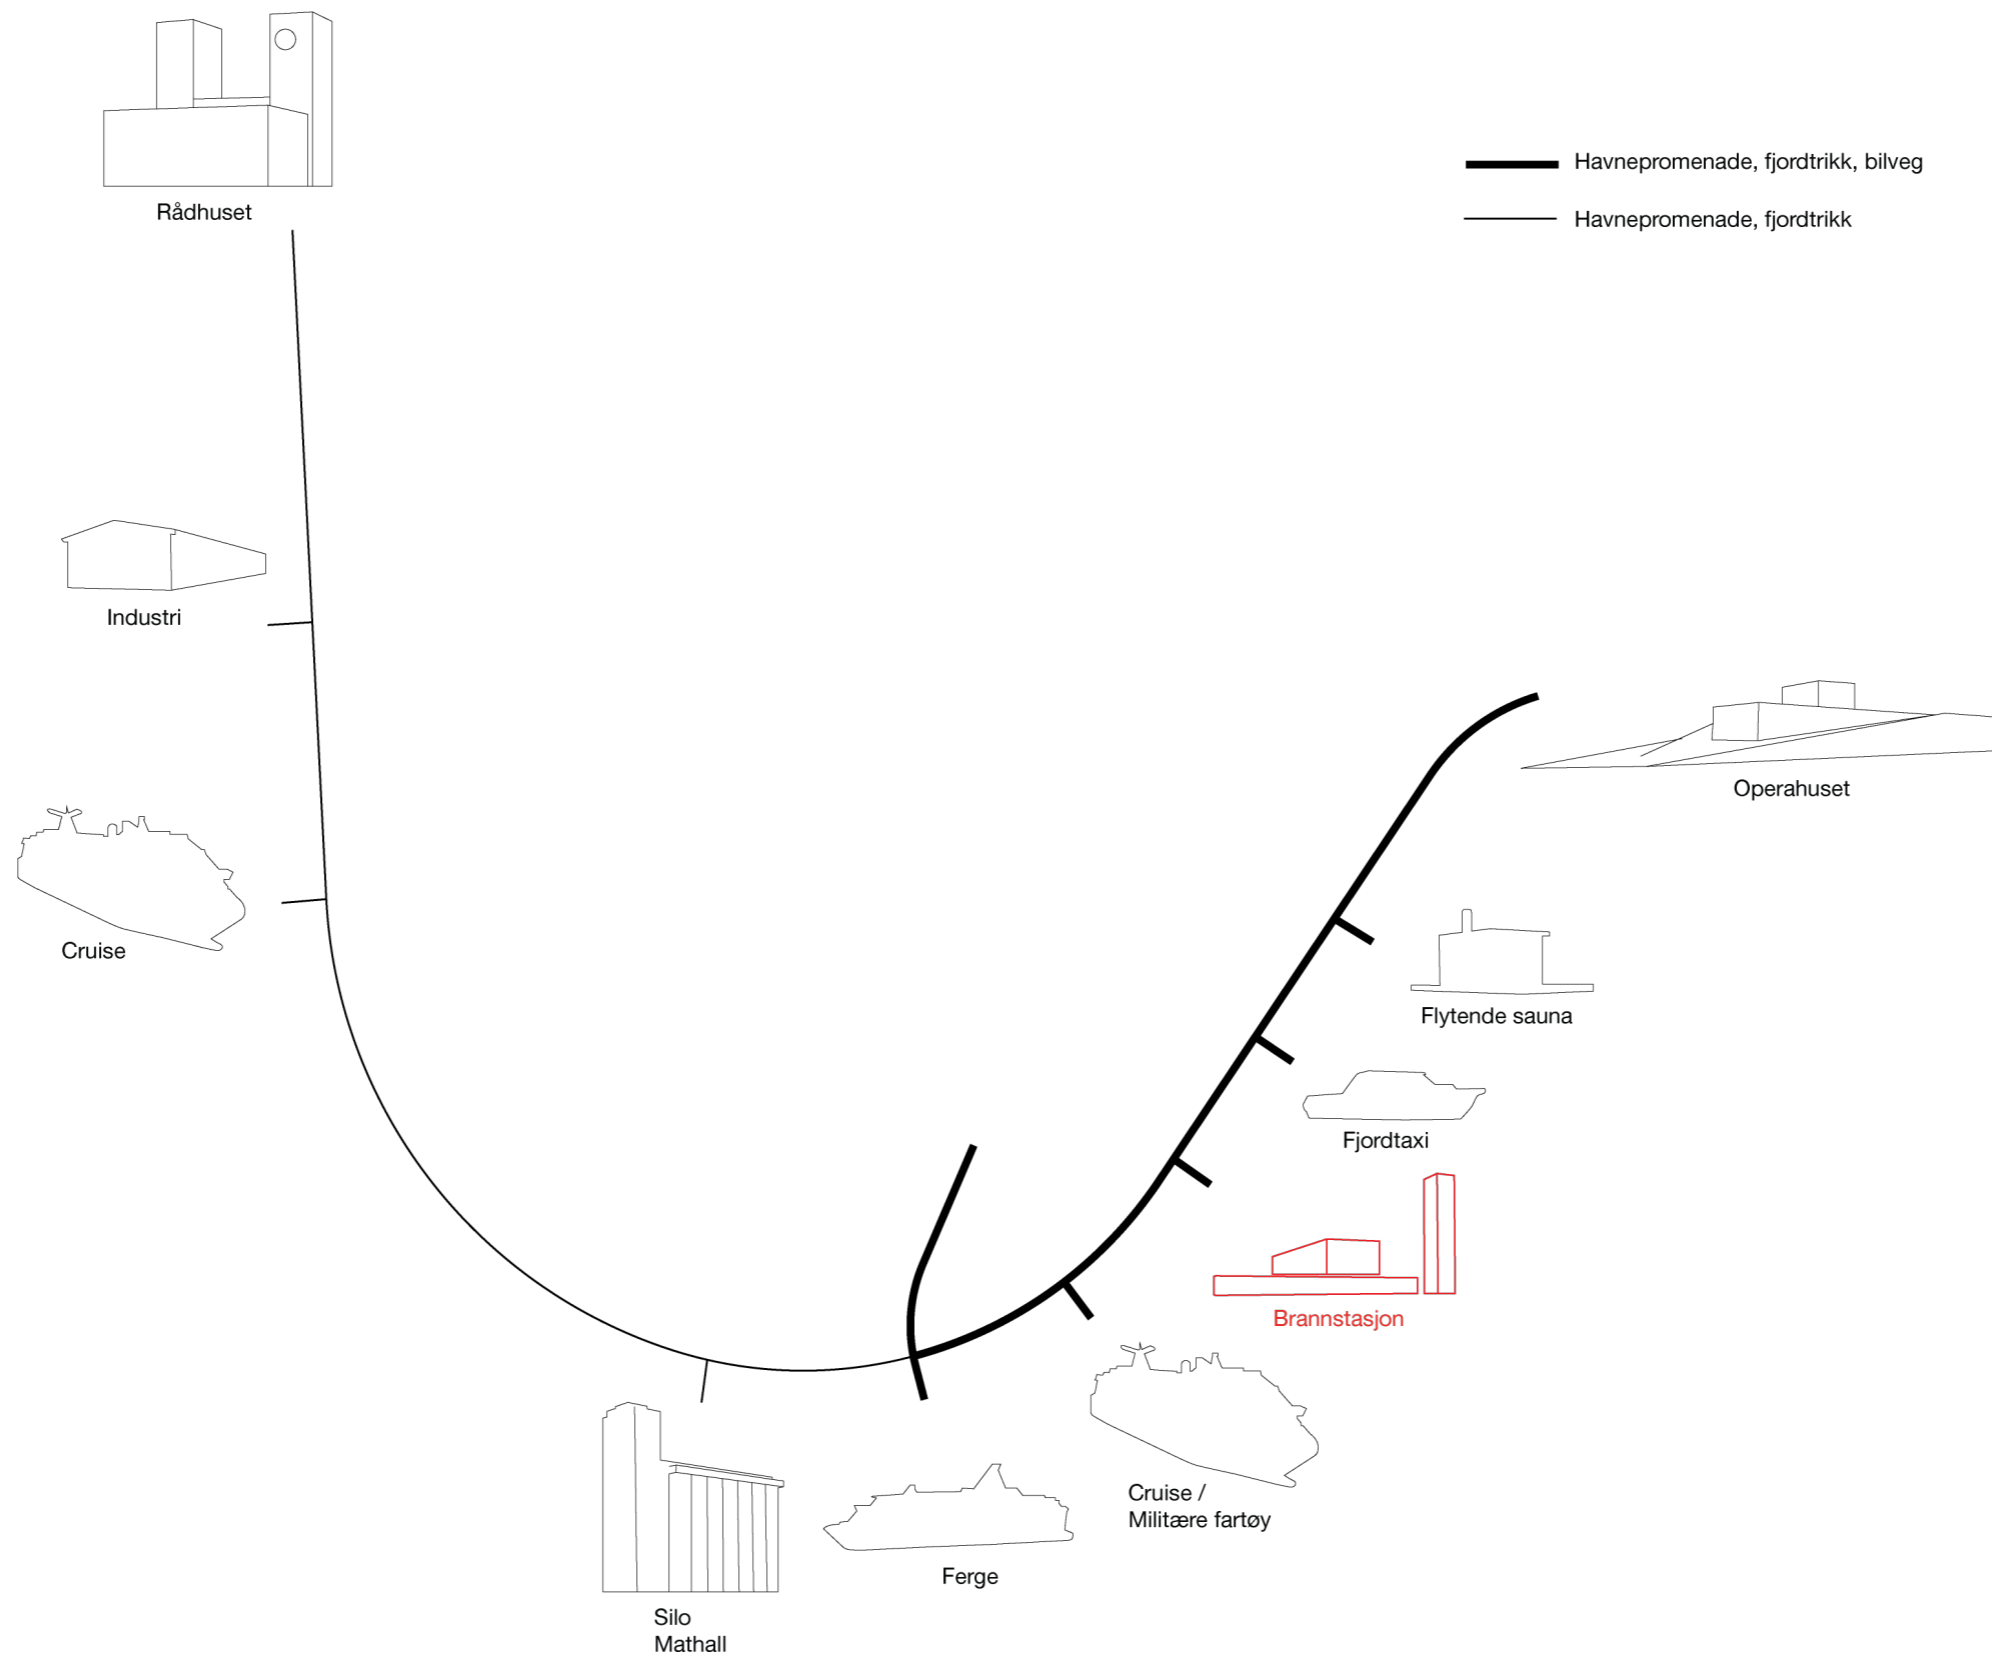 Rådhuset
Havnepromenade, fjordtrikk, bilveg
Havnepromenade, fjordtrikk
Industri
Operahuset
Cruise
Flytende sauna
Fjordtaxi
Brannstasjon
Cruise /
Militære fartøy
Ferge
Silo
Mathall